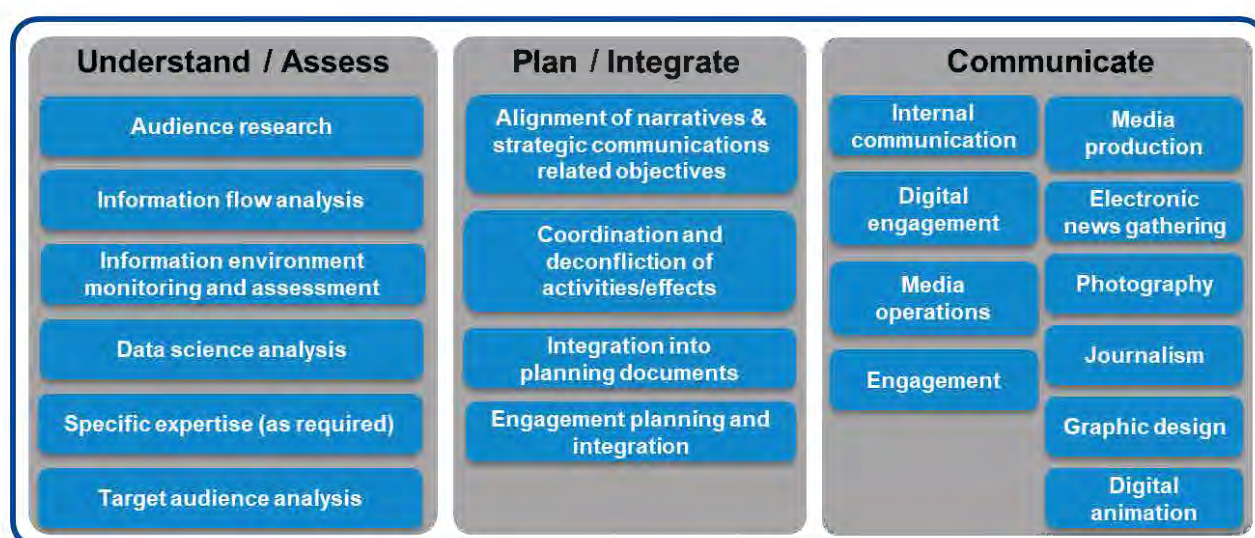 Understand / Assess
Audience research
Information flow analysis
Information environment
monitoring and assessment
Data science analysis
Specific expertise (as required)
Target audience analysis
Plan / Integrate
Alignment of narratives &
strategic communications
related objectives
Coordination and
deconfliction of
activities/effects
Integration into
planning documents
Engagement planning and
integration
Communicate
Internal
communication
Digital
engagement
Media
operations
Engagement
Media
production
Electronic
news gathering
Photography
Journalism
Graphic design
Digital
animation